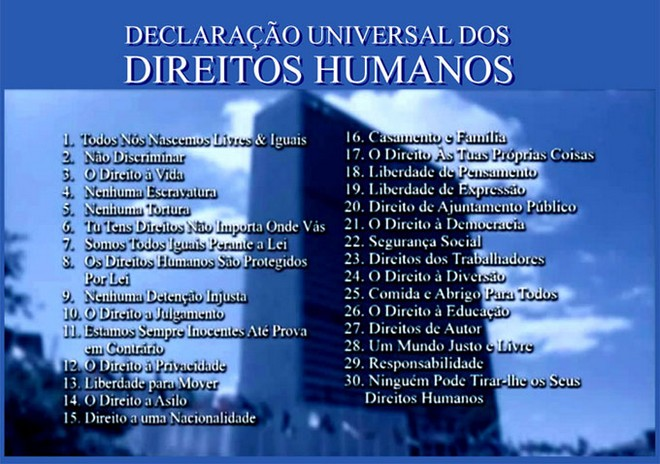 DECLARAÇÃO UNIVERSAL DOS
DIREITOS HUMANOS
1. Todos Nós Nascemos Livres & Iguais
2. Não Discriminar
3. O Direito à Vida
4. Nenhuma Escravatura
5. Nenhuma Tortura
6. Tu Tens Direitos Não Importa Onde Vás
7. Somos Todos Iguais Perante a Lei
8. Os Direitos Humanos São Protegidos
Por Lei
9. Nenhuma Detenção Injusta
10. O Direito a Julgamento
11. Estamos Sempre Inocentes Até Prova
em Contrário
12. O Direito à Privacidade
13. Liberdade para Mover
14. O Direito a Asilo
15. Direito a uma Nacionalidade
16. Casamento e Família
17. O Direito Às Tuas Próprias Coisas
18. Liberdade de Pensamento
19. Liberdade de Expressão
20. Direito de Ajuntamento Público
21. O Direito à Democracia
22. Segurança Social
23. Direitos dos Trabalhadores
24. O Direito à Diversão
25. Comida e Abrigo Para Todos
26. O Direito à Educação
27. Direitos de Autor
28. Um Mundo Justo e Livre
29. Responsabilidade
30. Ninguém Pode Tirar-lhe os Seus
Direitos Humanos